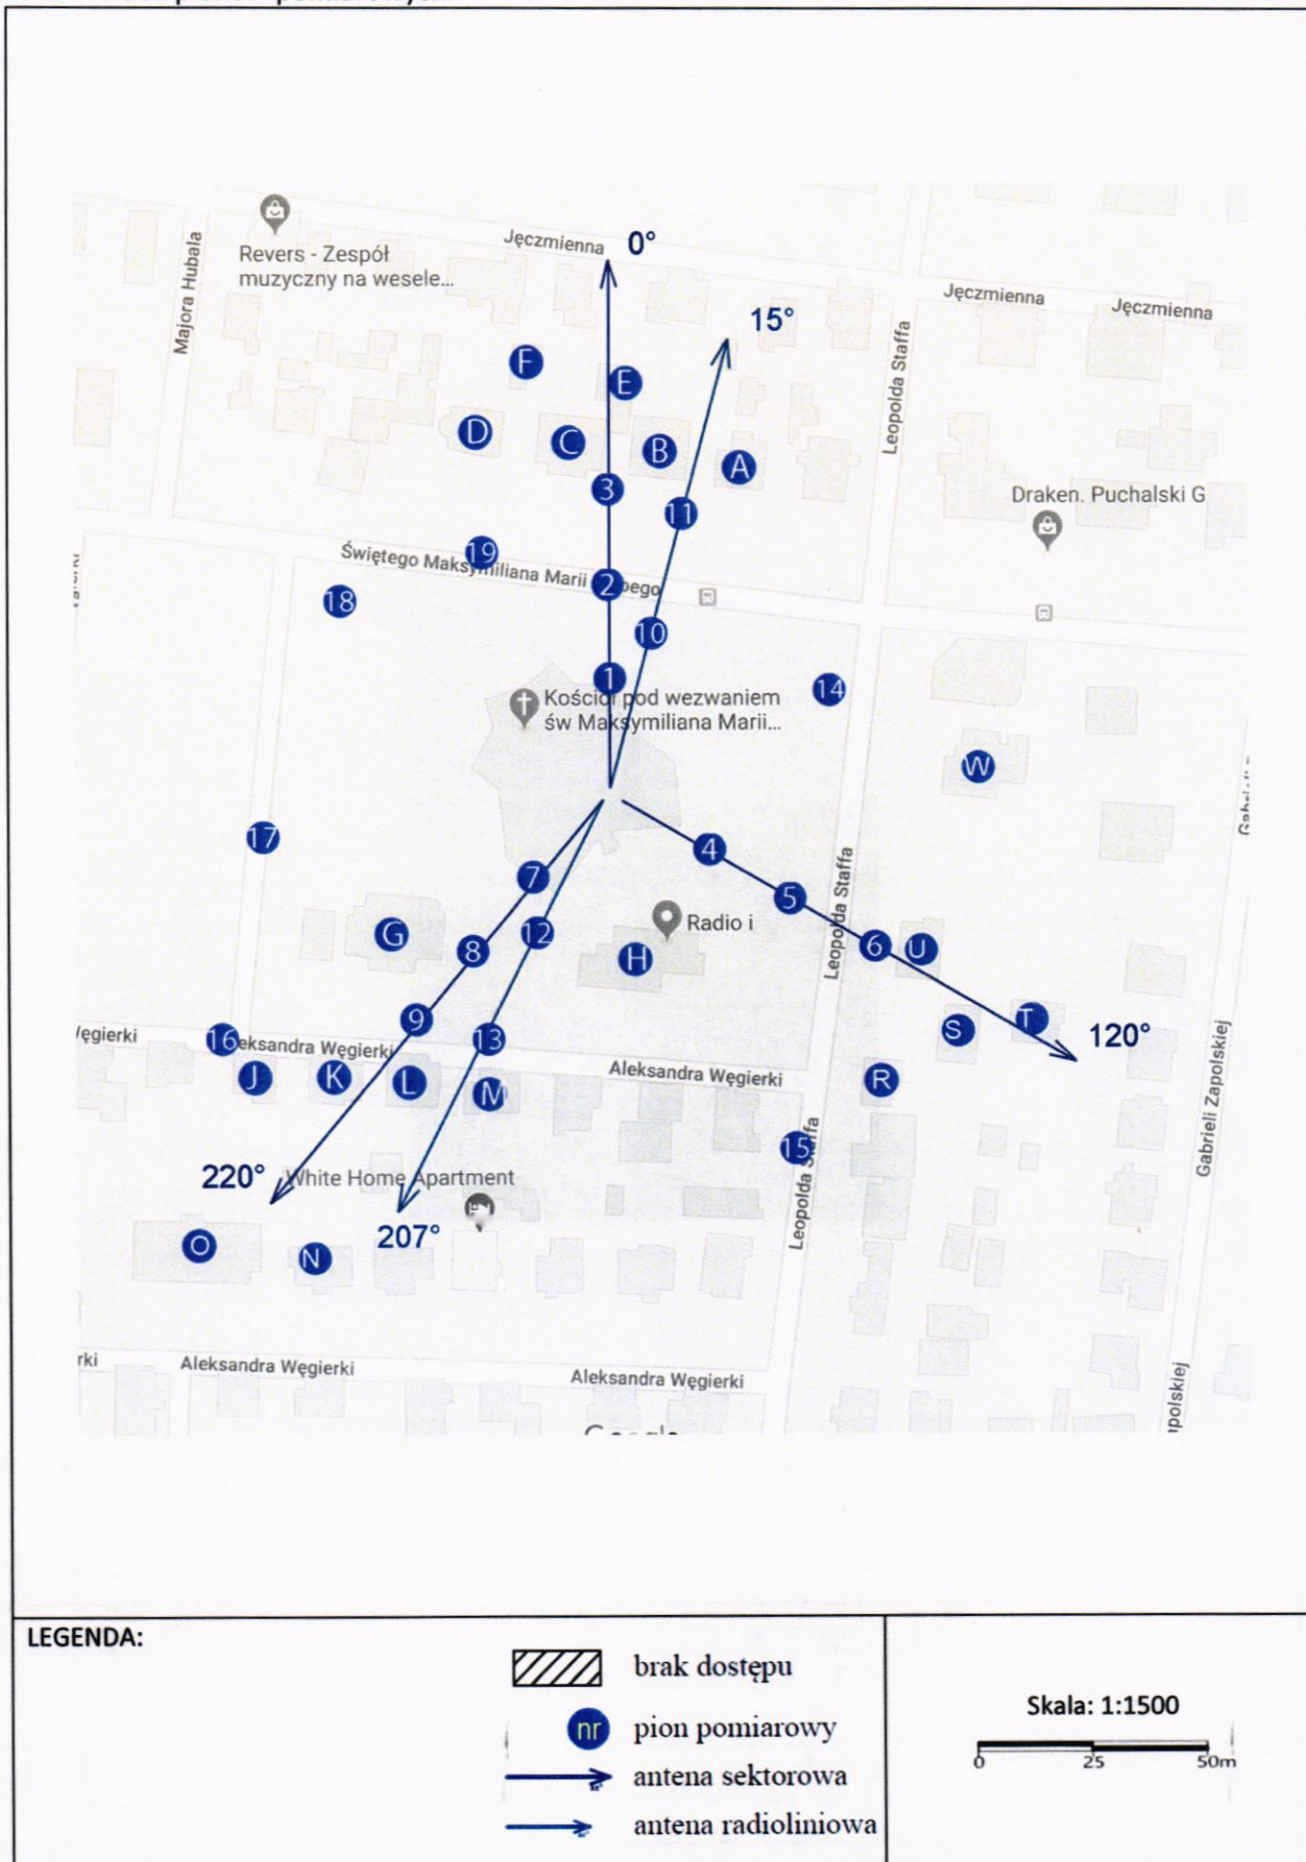 Jęczmienna
0°
Revers - Zespół
muzyczny na wesele...
Majora Hubala
Jęczmienna
Jęczmienna
15°
Leopolda Staffa
F
E
D
C
B
A
3
11
Draken. Puchalski G
19
Świętego Maksymiliana Marii
2
18
10
1
14
Kościół pod wezwaniem
św Maksymiliana Marii...
W
17
4
7
5
Leopolda Staffa
Radio i
G
12
8
6
U
H
9
T
16
13
S
120°
Aleksandra Węgierki
J
K
L
M
R
Gabrieli Zapolskiej
15
Leopolda Staffa
220°
White Home Apartment
207°
O
N
Aleksandra Węgierki
Aleksandra Węgierki
LEGENDA:
brak dostępu
nr pion pomiarowy
antena sektorowa
antena radioliniowa
Skala: 1:1500
0 25 50m